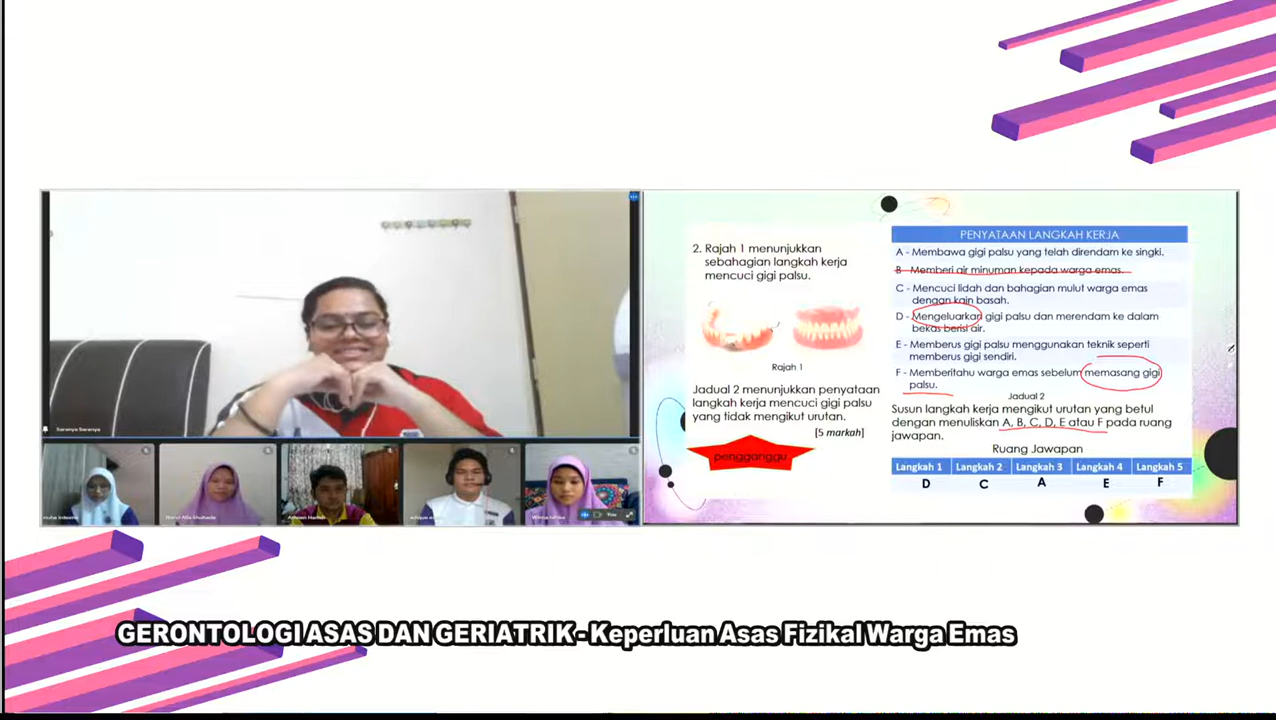 2. Rajah 1 menunjukkan
sebahagian langkah kerja
mencuci gigi palsu.
Rajah 1
Jadual 2 menunjukkan penyataan
langkah kerja mencuci gigi palsu
yang tidak mengikut urutan.
[5 markah]
pengganggu
PENYATAAN LANGKAH KERJA
A - Membawa gigi palsu yang telah direndam ke singki.
B - Memberi air minuman kepada warga emas.
C - Mencuci lidah dan bahagian mulut warga emas
dengan kain basah.
D - Mengeluarkan gigi palsu dan merendam ke dalam
bekas berisi air.
E - Memberus gigi palsu menggunakan teknik seperti
memberus gigi sendiri.
F - Memberitahu warga emas sebelum memasang gigi
palsu.
Jadual 2
Susun langkah kerja mengikut urutan yang betul
dengan menuliskan A, B, C, D, E atau F pada ruang
jawapan.
Ruang Jawapan
Langkah 1 Langkah 2 Langkah 3 Langkah 4 Langkah 5
D C A E F
Saranya Saranya
You
GERONTOLOGI ASAS DAN GERIATRIK - Keperluan Asas Fizikal Warga Emas